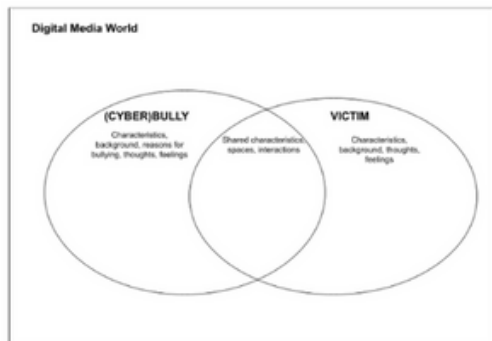 Digital Media World
(CYBER)BULLY
Characteristics,
background, reasons for
bullying, thoughts, feelings
Shared characteristics,
spaces, interactions
VICTIM
Characteristics,
background, thoughts,
feelings